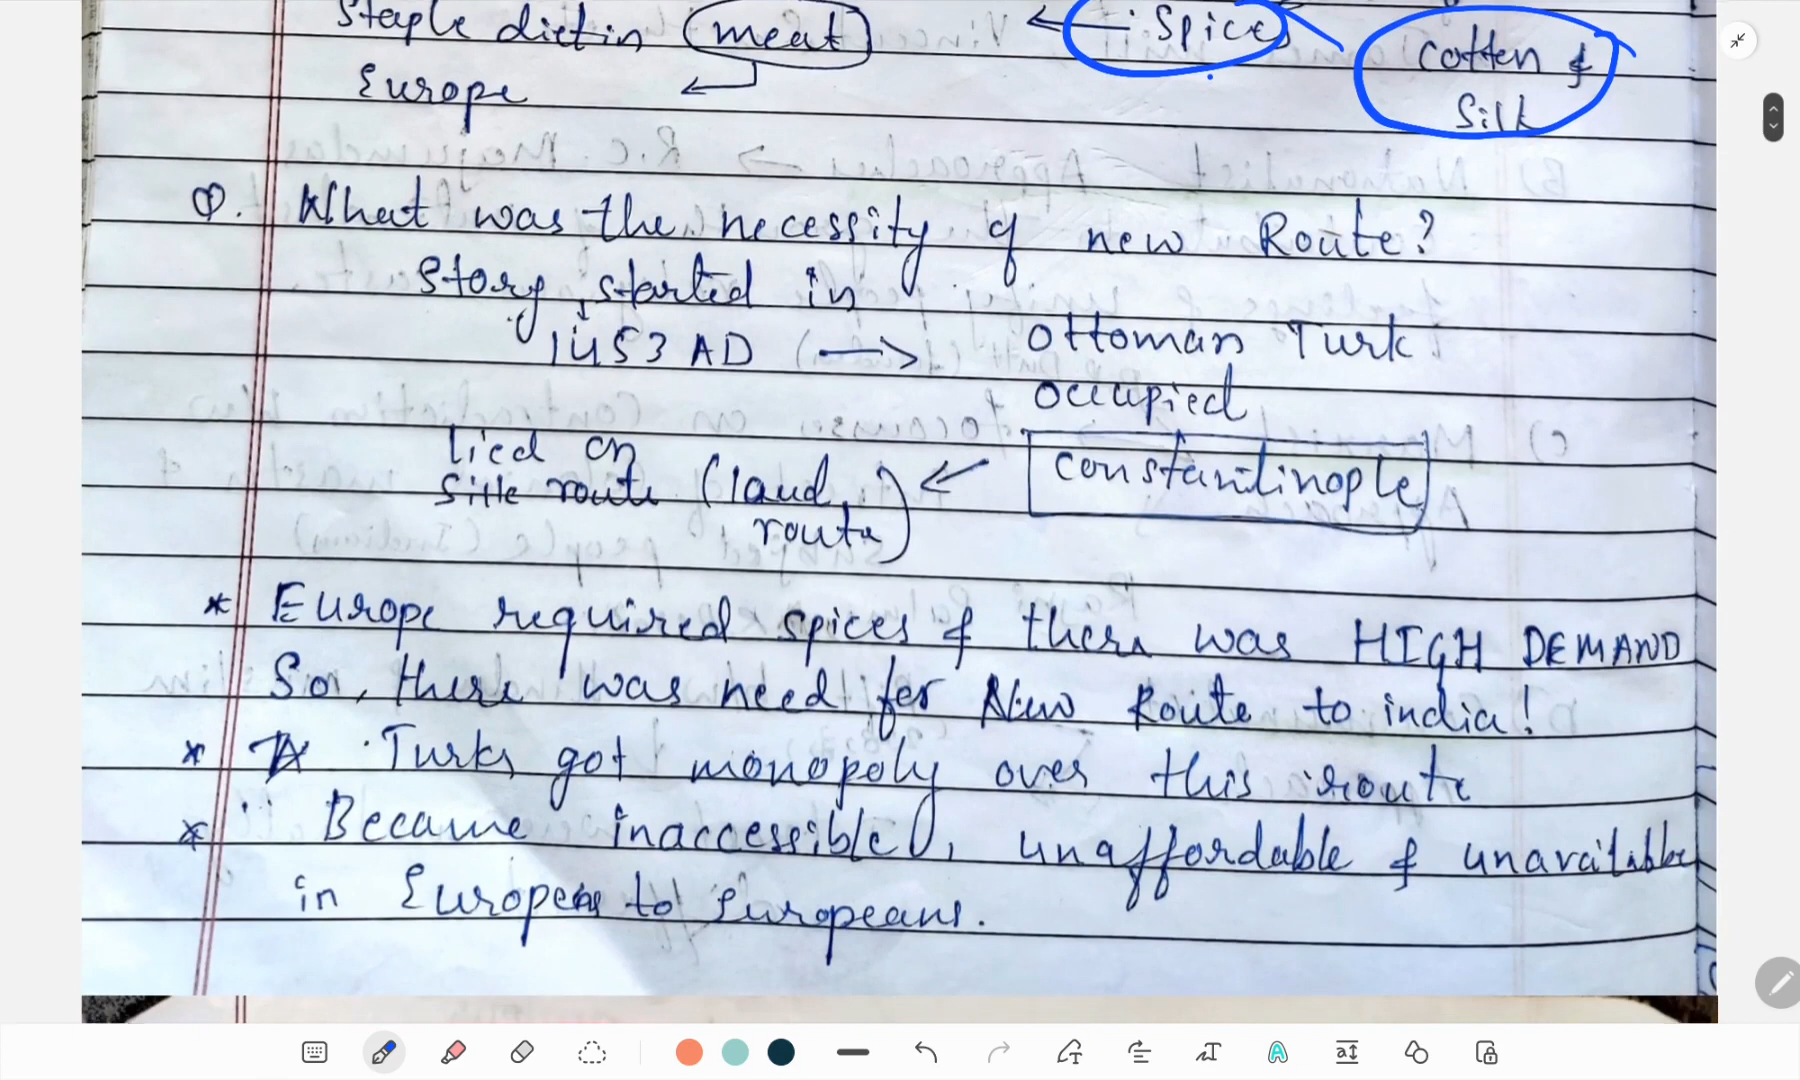 Staple diet in meat ← Spices Cotten &
Europe Silk
Q. What was the necessity of new Route?
Story started in
1453 AD → Ottoman Turk
occupied
Constantinople
lied on
Silk route (land
route)
* Europe required spices & there was HIGH DEMAND
So, there was need for New Route to india!
* Turks got monopoly over this route
* Became inaccessible, unaffordable & unavailable
in European to Europeans.